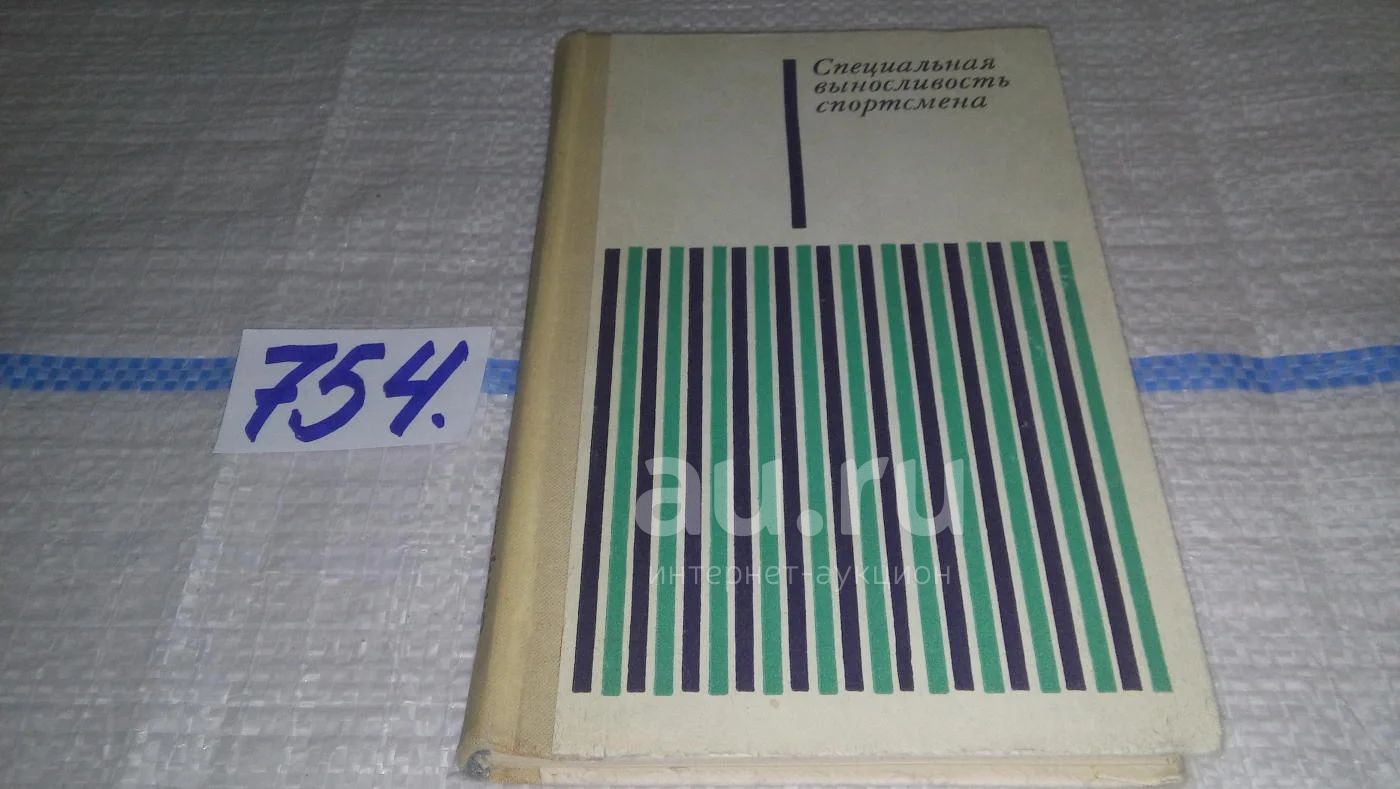 Специальная
выносливость
спортсмена
754.
au.ru
интернет-аукцион